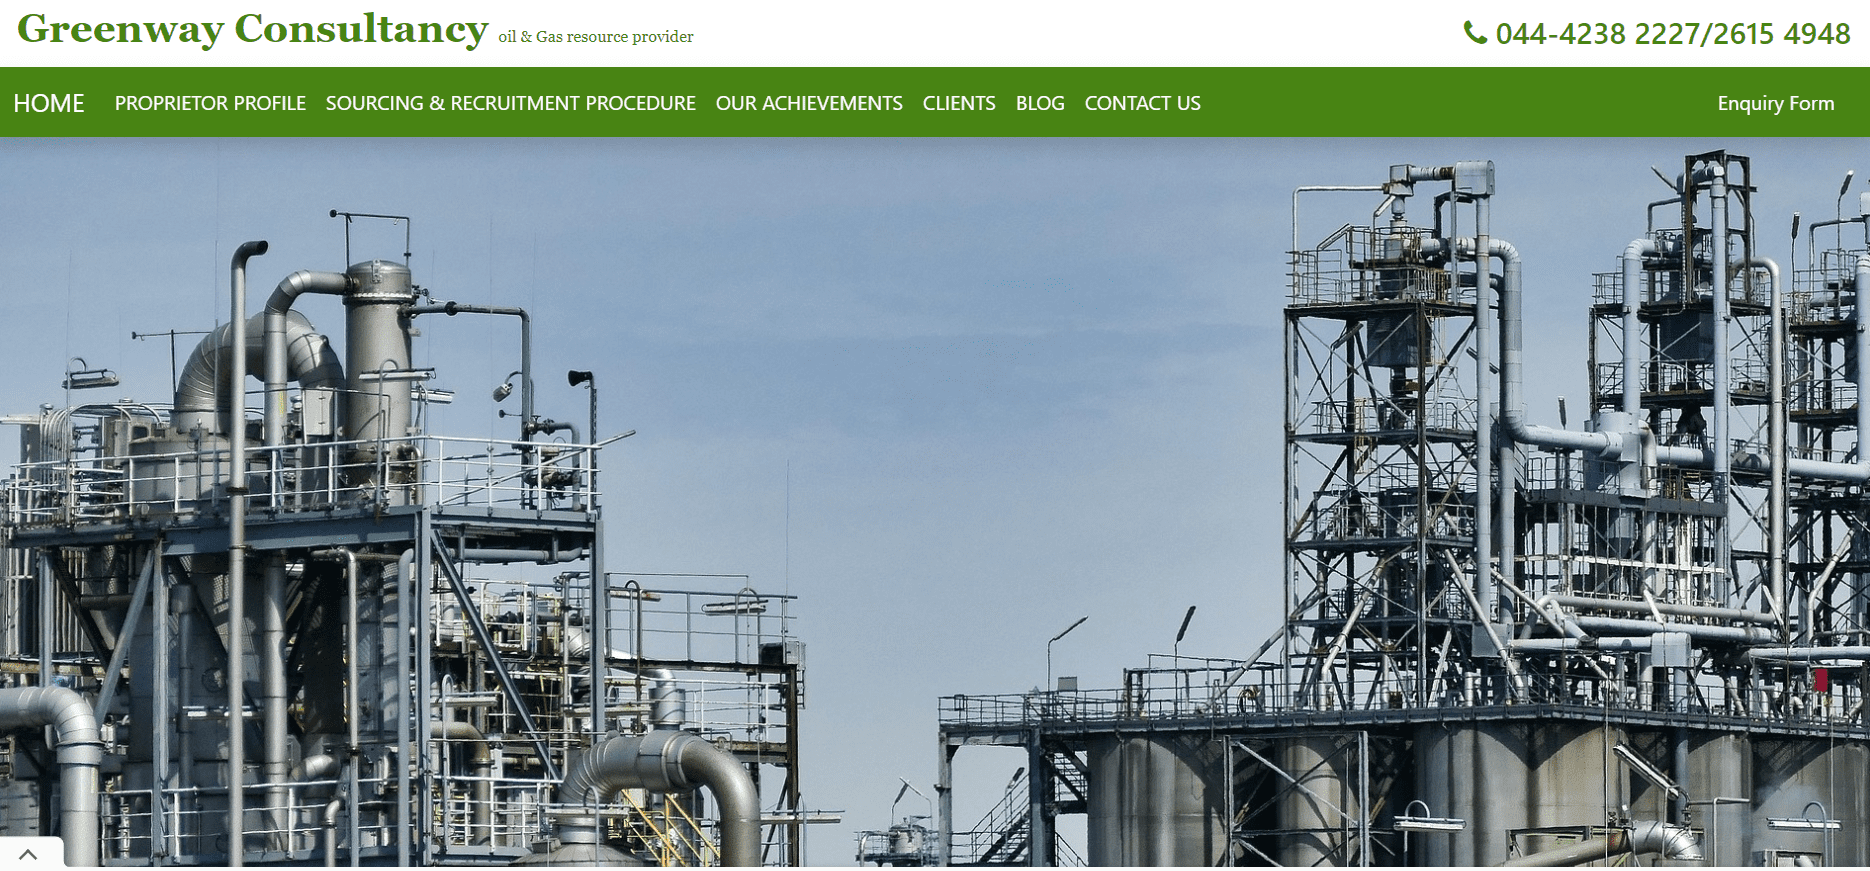 Greenway Consultancy oil & Gas resource provider
044-4238 2227/2615 4948
HOME PROPRIETOR PROFILE SOURCING & RECRUITMENT PROCEDURE OUR ACHIEVEMENTS CLIENTS BLOG CONTACT US Enquiry Form